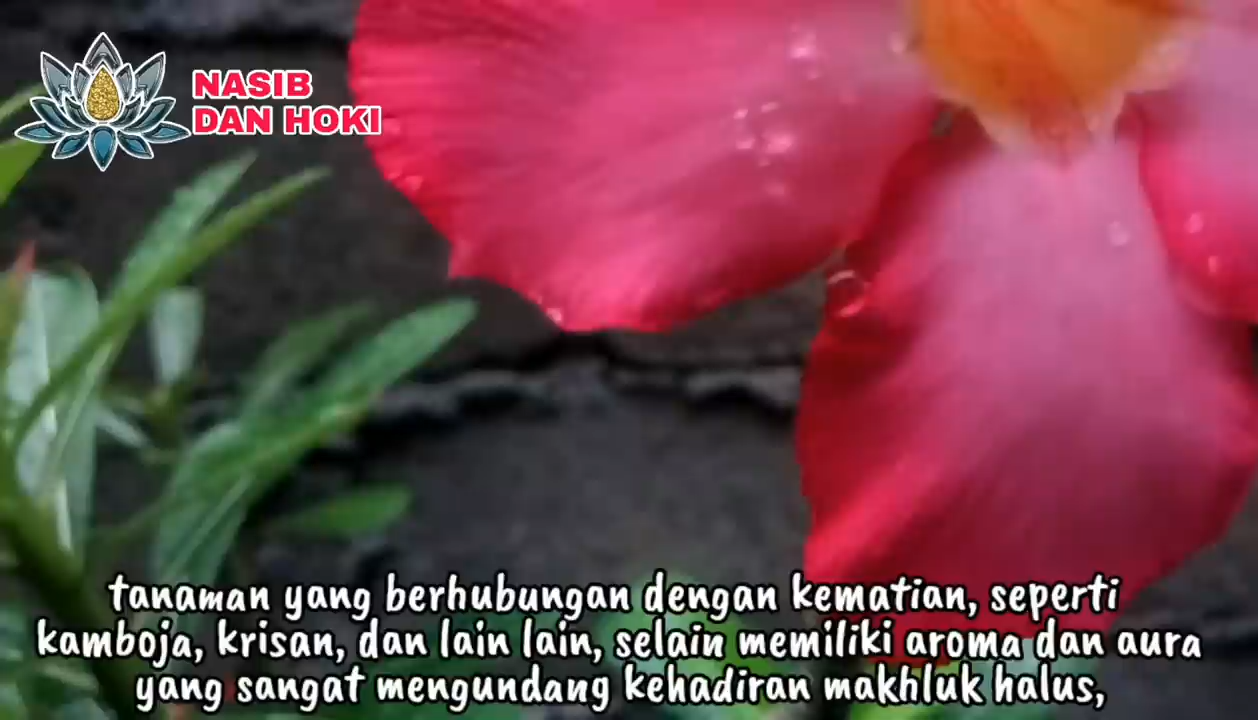 NASIB
DAN HOKI
tanaman yang berhubungan dengan kematian, seperti
kamboja, krisan, dan lain lain, selain memiliki aroma dan aura
yang sangat mengundang kehadiran makhluk halus,